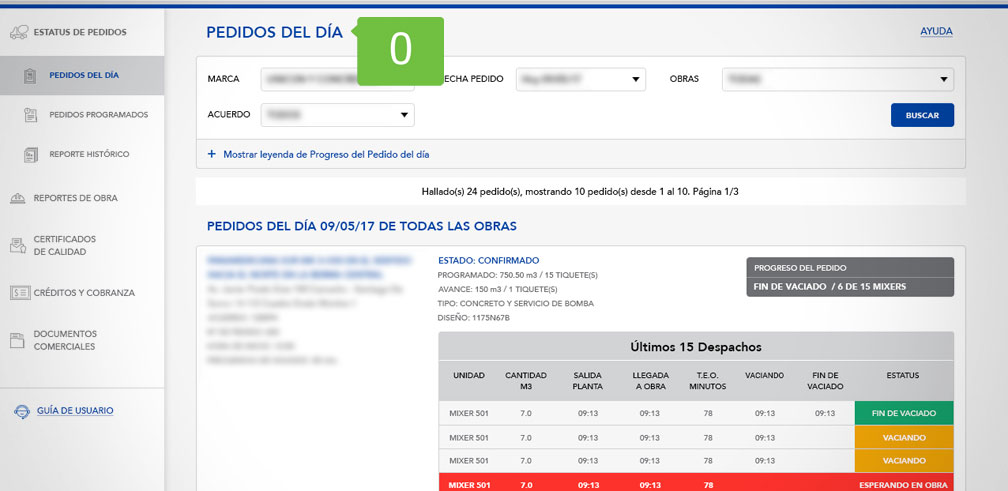 ESTATUS DE PEDIDOS
PEDIDOS DEL DÍA
PEDIDOS PROGRAMADOS
REPORTE HISTÓRICO
REPORTES DE OBRA
CERTIFICADOS
DE CALIDAD
CRÉDITOS Y COBRANZA
DOCUMENTOS
COMERCIALES
GUÍA DE USUARIO
PEDIDOS DEL DÍA
0
AYUDA
MARCA
ECHA PEDIDO
OBRAS
ACUERDO
BUSCAR
+ Mostrar leyenda de Progreso del Pedido del día
Hallado(s) 24 pedido(s), mostrando 10 pedido(s) desde 1 al 10. Página 1/3
PEDIDOS DEL DÍA 09/05/17 DE TODAS LAS OBRAS
ESTADO: CONFIRMADO
PROGRAMADO: 750.50 m3 / 15 TIQUETE(S)
AVANCE: 150 m3 / 1 TIQUETE(S)
TIPO: CONCRETO Y SERVICIO DE BOMBA
DISEÑO: 1175N67B
PROGRESO DEL PEDIDO
FIN DE VACIADO / 6 DE 15 MIXERS
Últimos 15 Despachos
UNIDAD CANTIDAD M3 SALIDA PLANTA LLEGADA A OBRA T.E.O. MINUTOS VACIANDO FIN DE VACIADO ESTATUS
MIXER 501 7.0 09:13 09:13 78 09:13 09:13 FIN DE VACIADO
MIXER 501 7.0 09:13 09:13 78 09:13 VACIANDO
MIXER 501 7.0 09:13 09:13 78 09:13 VACIANDO
MIXER 501 7.0 09:13 09:13 78 ESPERANDO EN OBRA